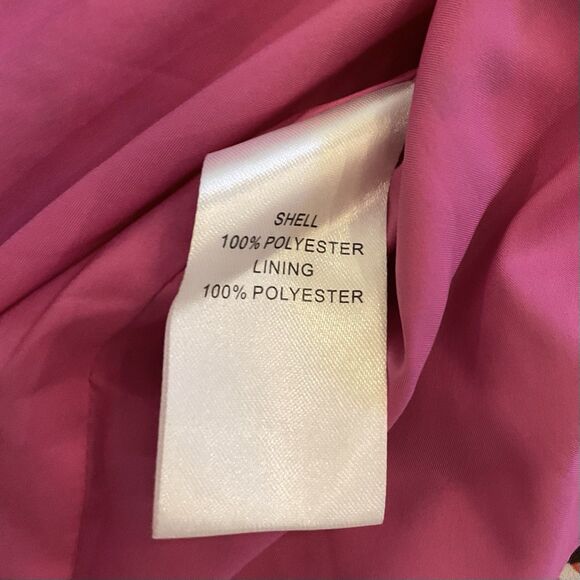 SHELL
100% POLYESTER
LINING
100% POLYESTER